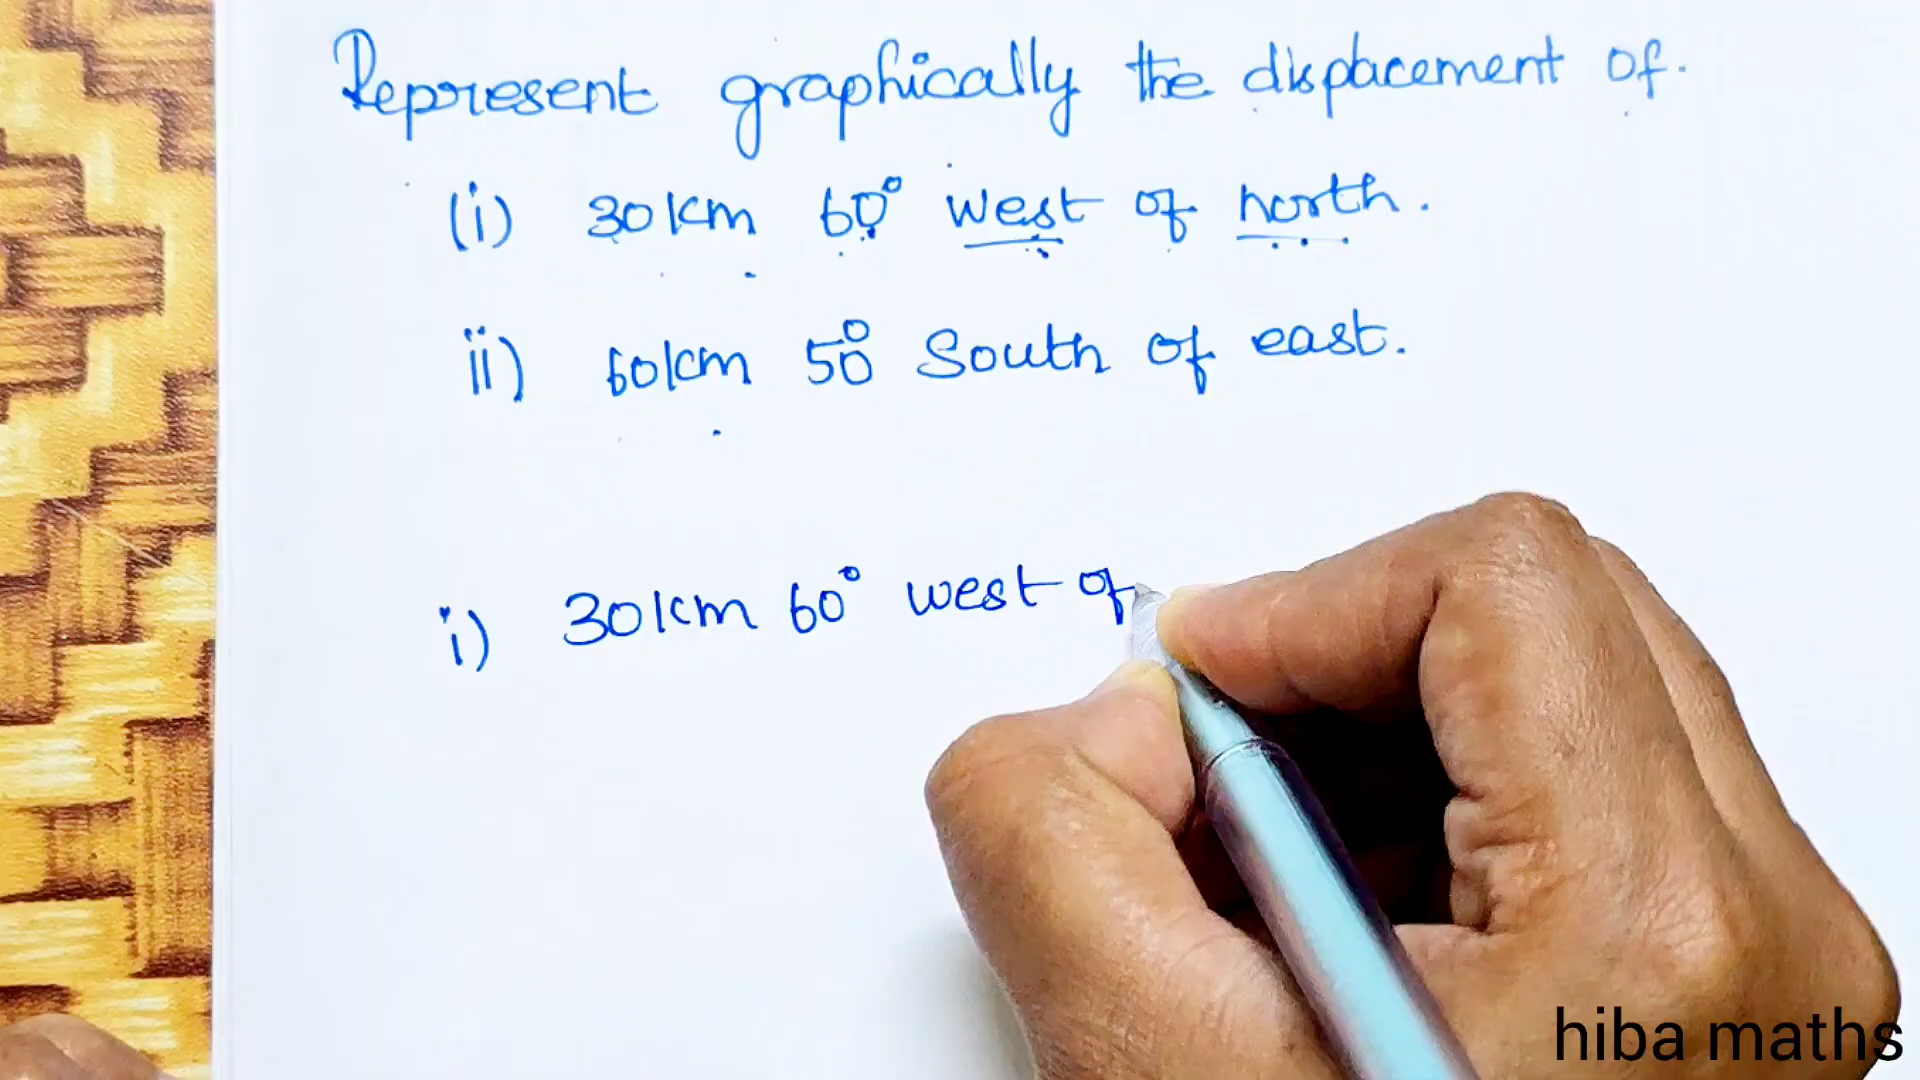 Represent graphically the displacement of.
(i) 30km 60° west of north.
ii) 60km 50° South of east.
i) 30km 60° west of
hiba maths